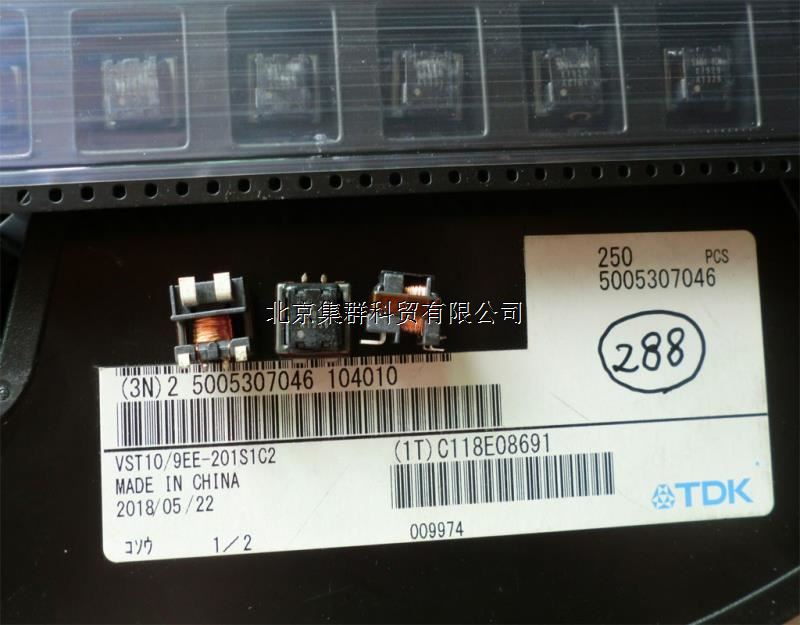 250 PCS
5005307046
288
北京集群科贸有限公司
(3N)2 5005307046 104010
VST10/9EE-201S1C2
MADE IN CHINA
2018/05/22
コソウ 1/2
(1T)C118E08691
009974
TDK